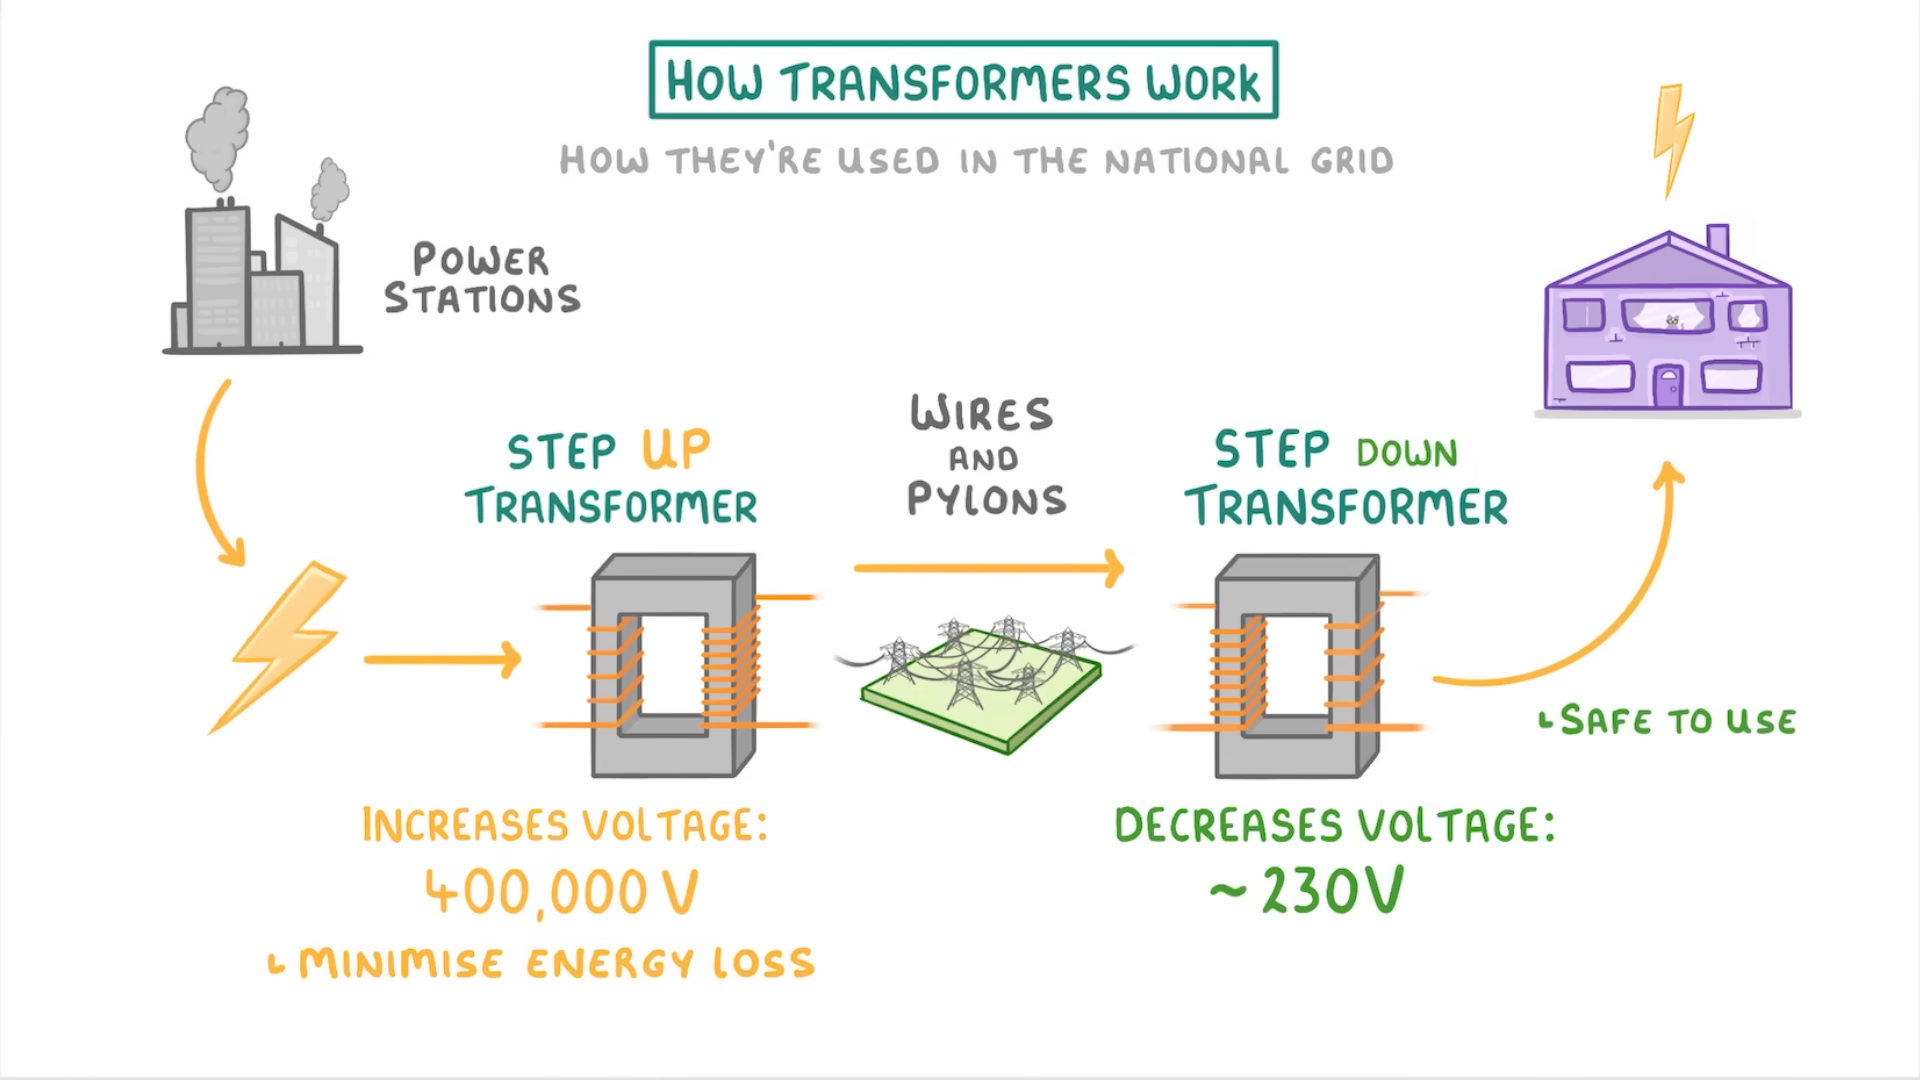 HOW TRANSFORMERS WORK
HOW THEY'RE USED IN THE NATIONAL GRID
POWER
STATIONS
STEP UP
TRANSFORMER
WIRES
AND
PYLONS
STEP DOWN
TRANSFORMER
SAFE TO USE
INCREASES VOLTAGE:
400,000 V
MINIMISE ENERGY LOSS
DECREASES VOLTAGE:
~230V